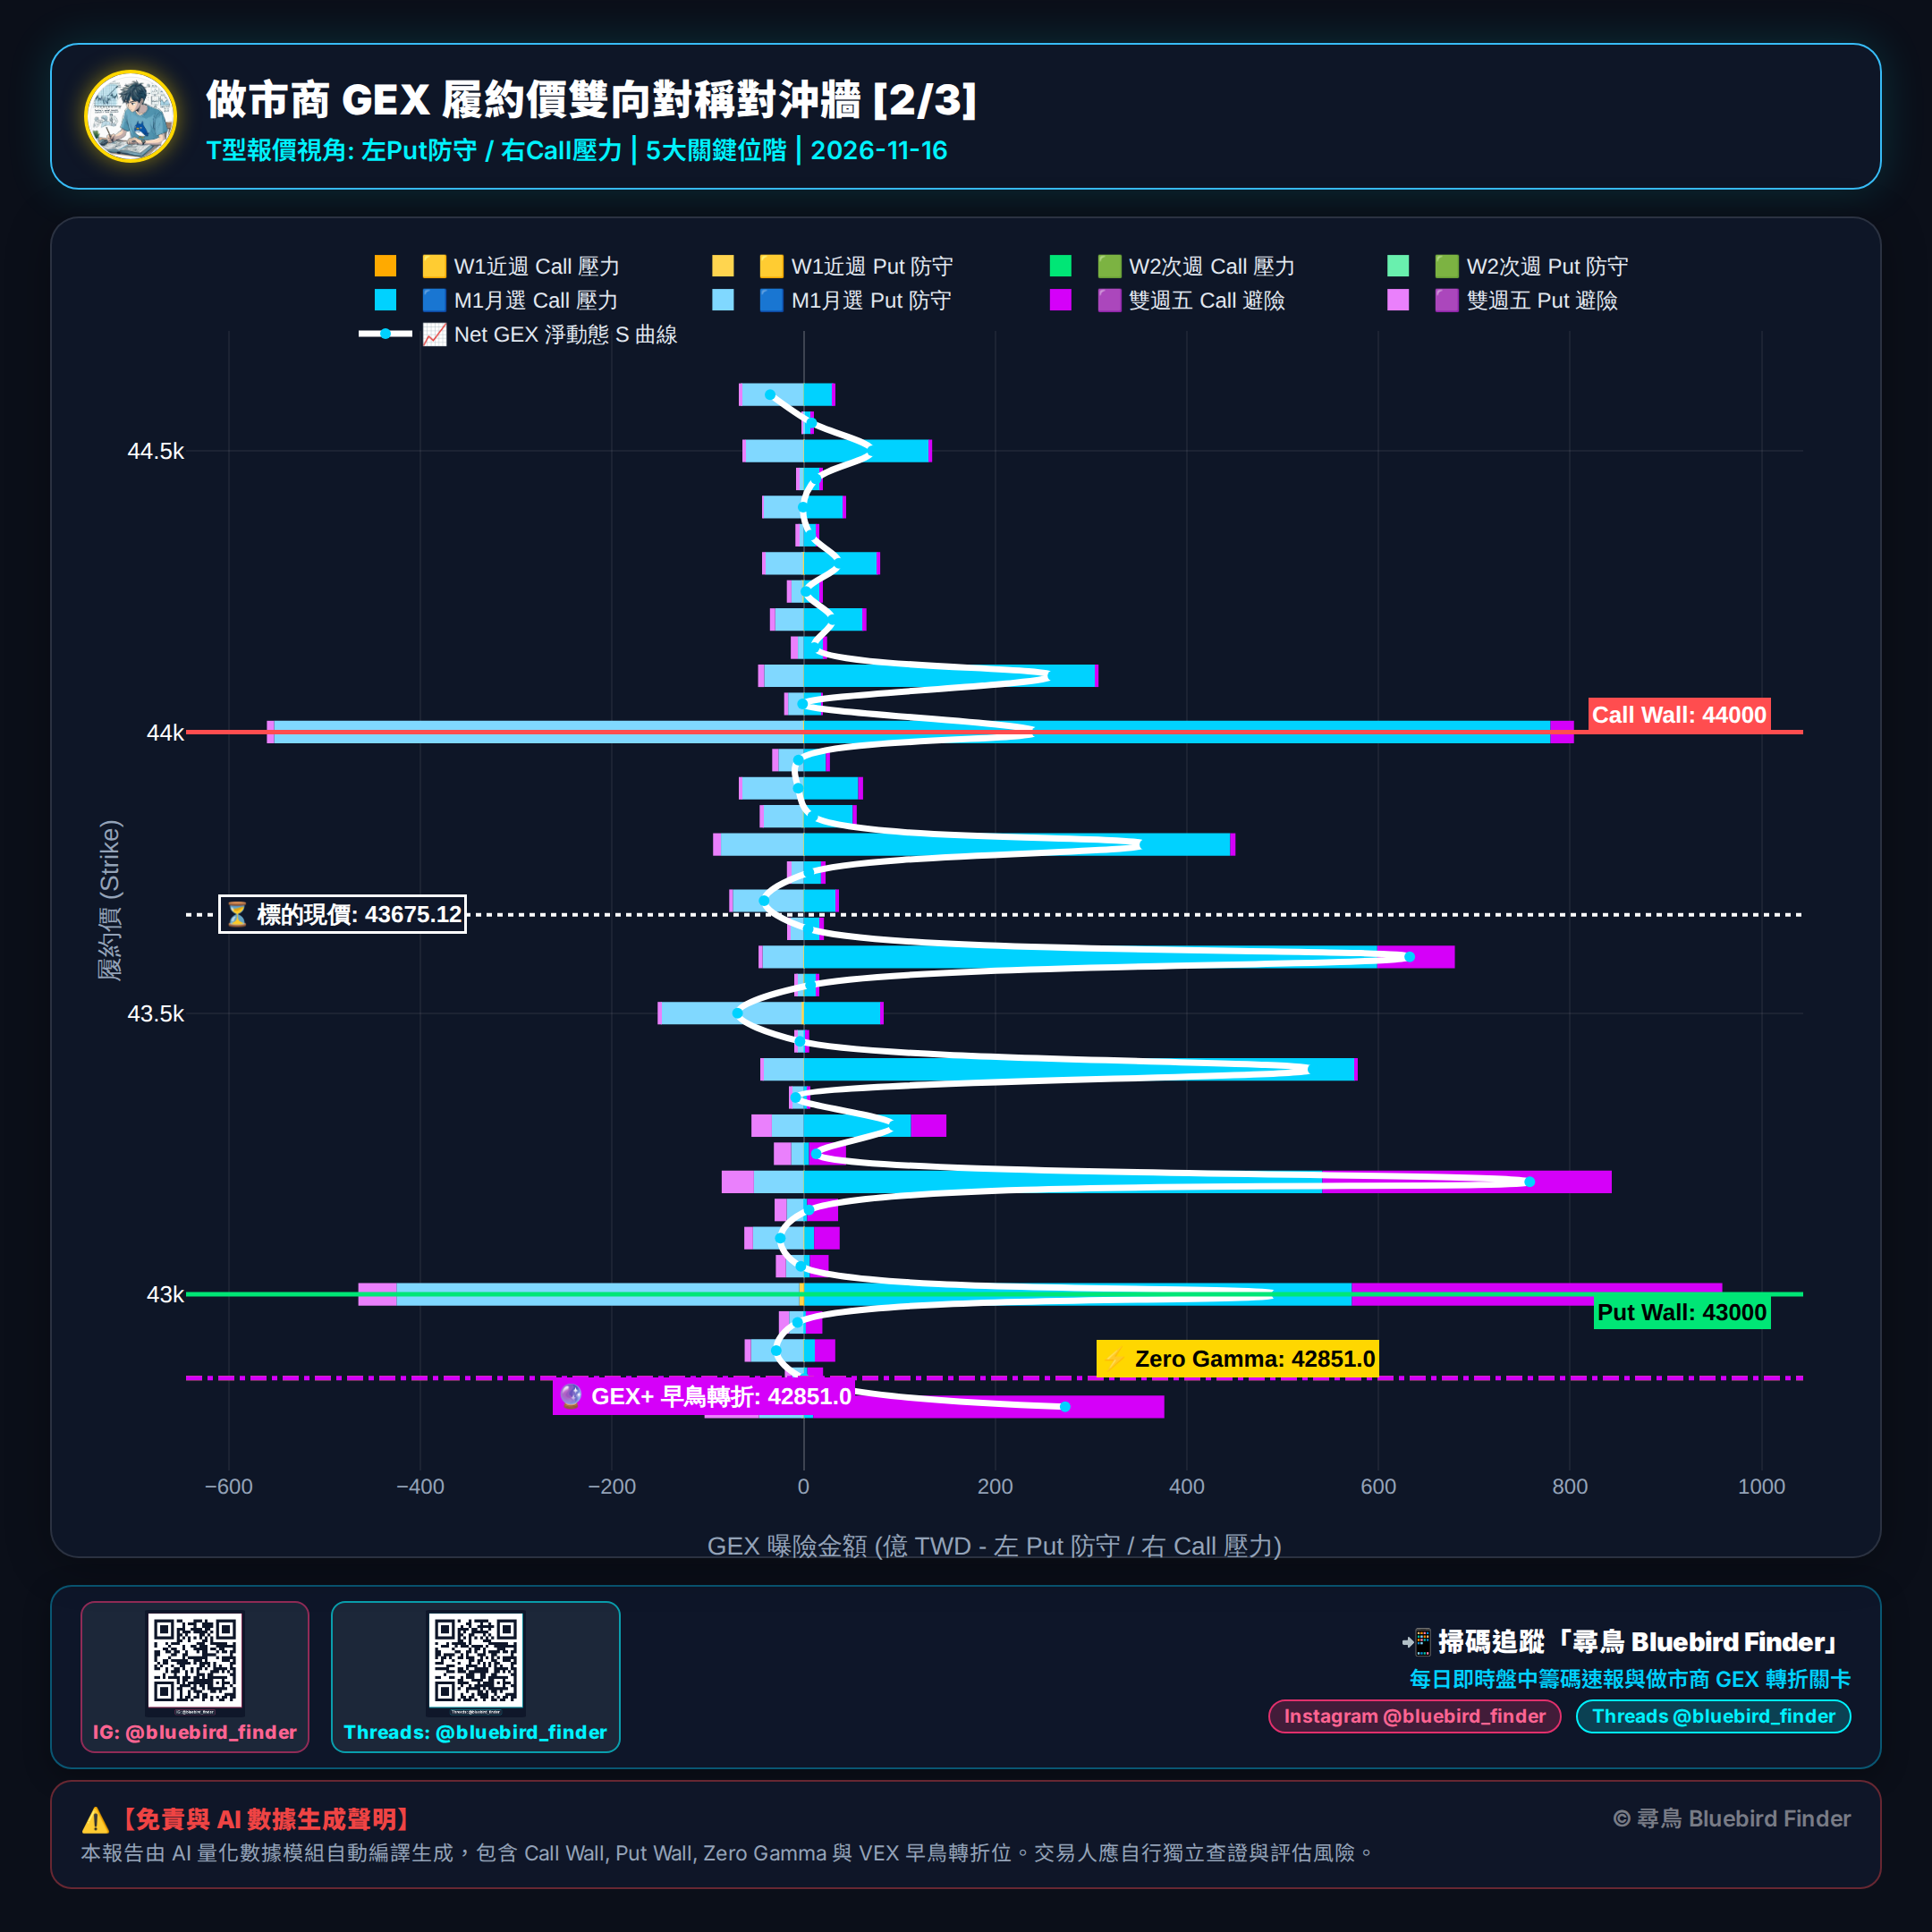 做市商 GEX 履約價雙向對稱對沖牆 [2/3]
T型報價視角: 左Put防守 / 右Call壓力 | 5大關鍵位階 | 2026-11-16
W1近週 Call 壓力
W1近週 Put 防守
W2次週 Call 壓力
W2次週 Put 防守
M1月選 Call 壓力
M1月選 Put 防守
雙週五 Call 避險
雙週五 Put 避險
Net GEX 淨動態 S 曲線
44.5k
Call Wall: 44000
44k
履約價 (Strike)
標的現價: 43675.12
43.5k
43k
Put Wall: 43000
Zero Gamma: 42851.0
GEX+ 早鳥轉折: 42851.0
−600
−400
−200
0
200
400
600
800
1000
GEX 曝險金額 (億 TWD - 左 Put 防守 / 右 Call 壓力)
IG: @bluebird_finder
Threads: @bluebird_finder
IG: @bluebird_finder
Threads: @bluebird_finder
掃碼追蹤「尋鳥 Bluebird Finder」
每日即時盤中籌碼速報與做市商 GEX 轉折關卡
Instagram @bluebird_finder
Threads @bluebird_finder
【免責與 AI 數據生成聲明】
© 尋鳥 Bluebird Finder
本報告由 AI 量化數據模組自動編譯生成，包含 Call Wall, Put Wall, Zero Gamma 與 VEX 早鳥轉折位。交易人應自行獨立查證與評估風險。